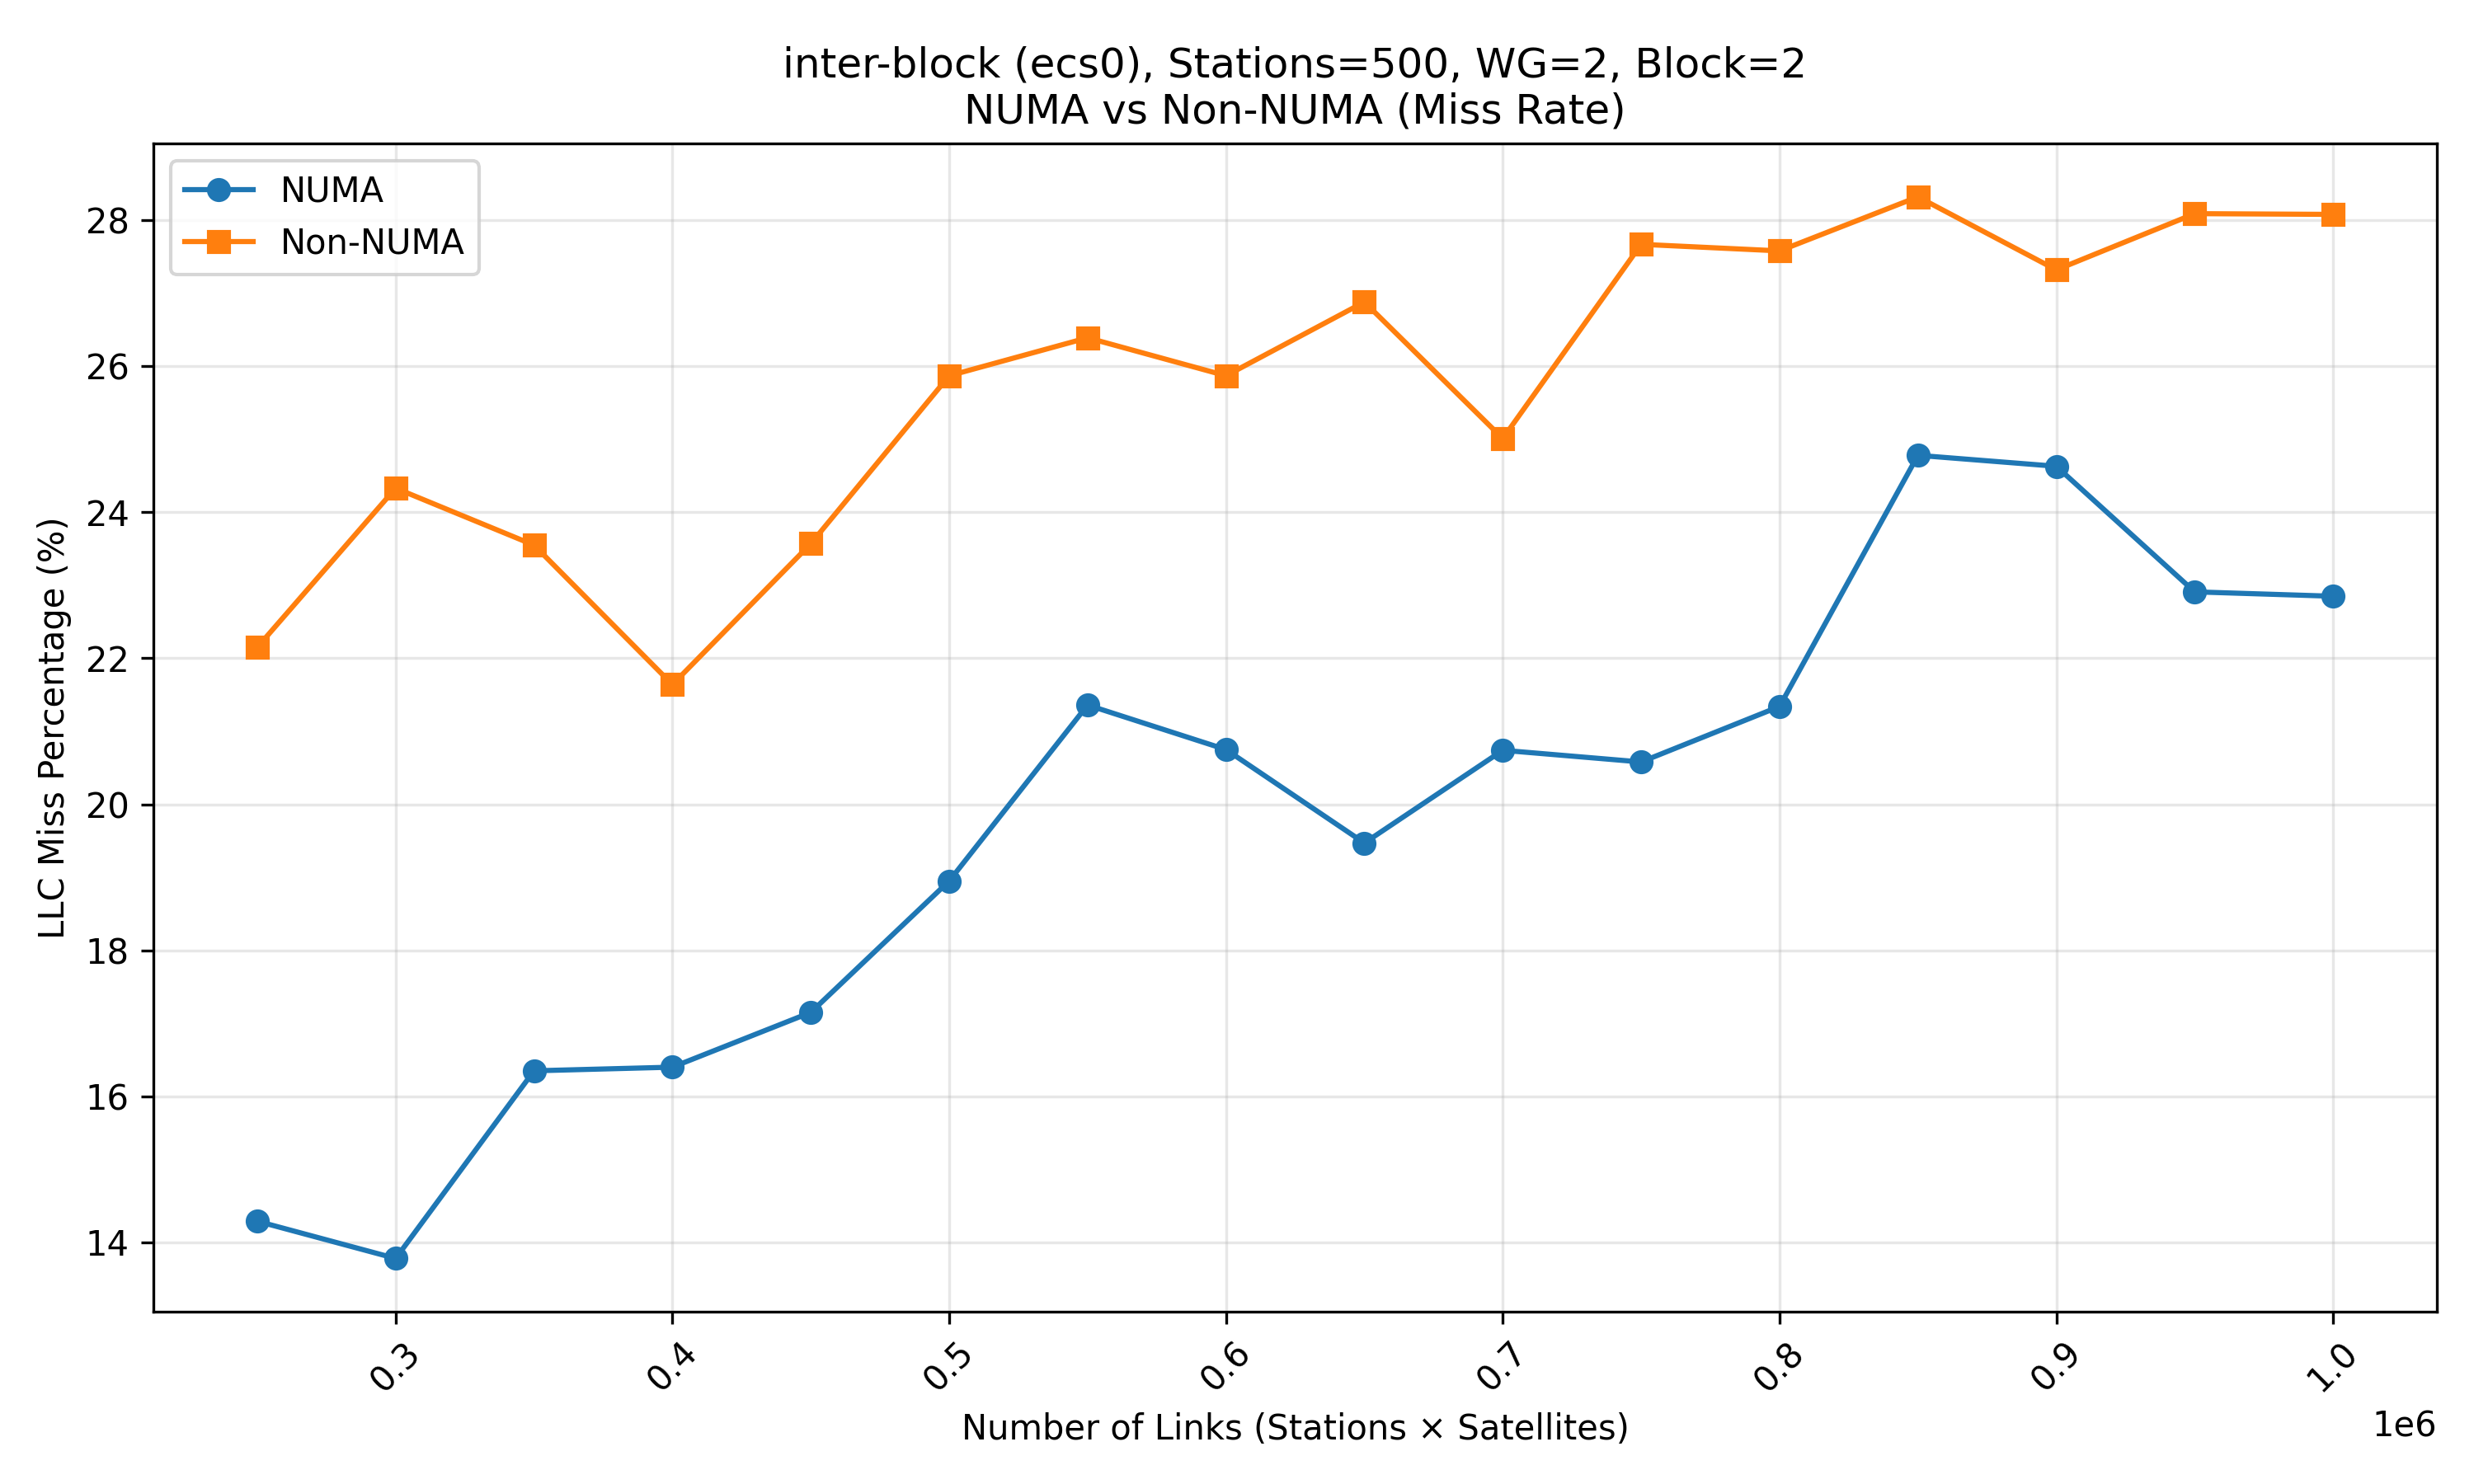 inter-block (ecs0), Stations=500, WG=2, Block=2
NUMA vs Non-NUMA (Miss Rate)
NUMA
Non-NUMA
LLC Miss Percentage (%)
28
26
24
22
20
18
16
14
0.3
0.4
0.5
0.6
0.7
0.8
0.9
1.0
Number of Links (Stations × Satellites)
1e6